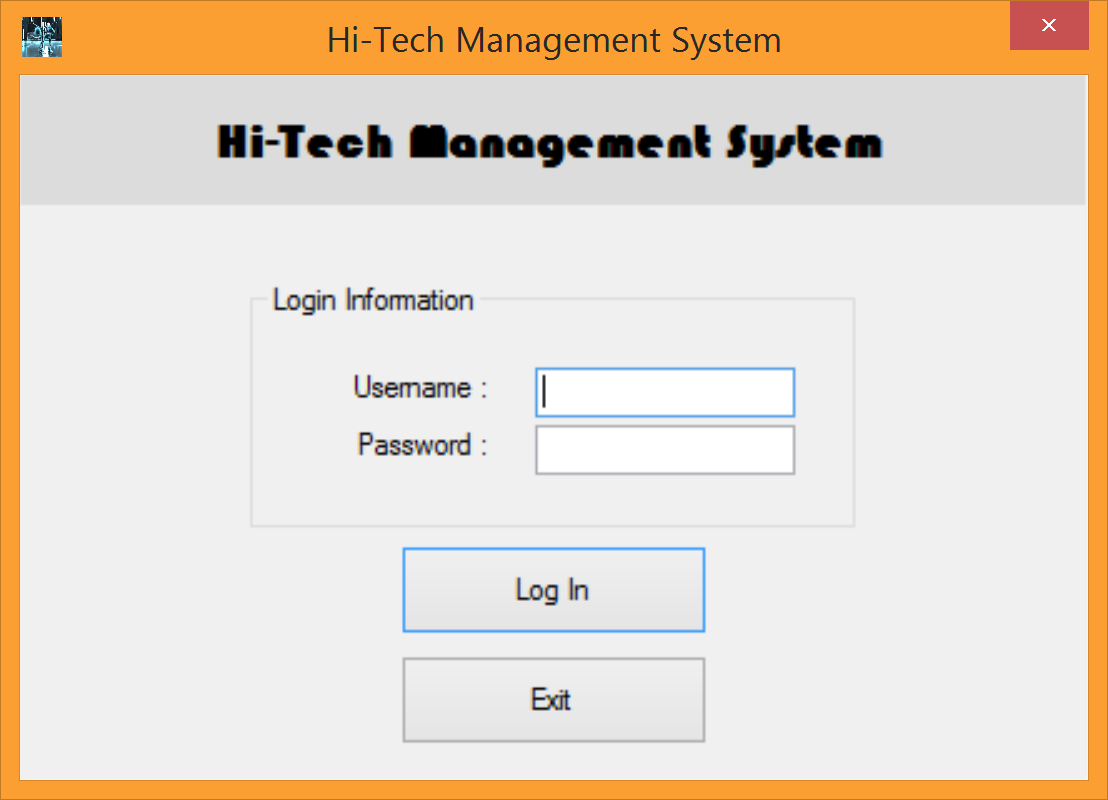 Hi-Tech Management System
Hi-Tech Management System
Login Information
Username :
Password :
Log In
Exit